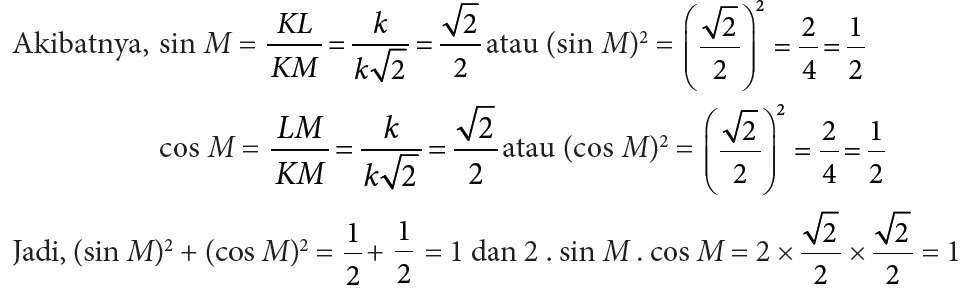 Akibatnya, sin M = KL/KM = k/k√2 = √2/2 atau (sin M)² = (√2/2)² = 2/4 = 1/2
cos M = LM/KM = k/k√2 = √2/2 atau (cos M)² = (√2/2)² = 2/4 = 1/2
Jadi, (sin M)² + (cos M)² = 1/2 + 1/2 = 1 dan 2 . sin M . cos M = 2 × √2/2 × √2/2 = 1